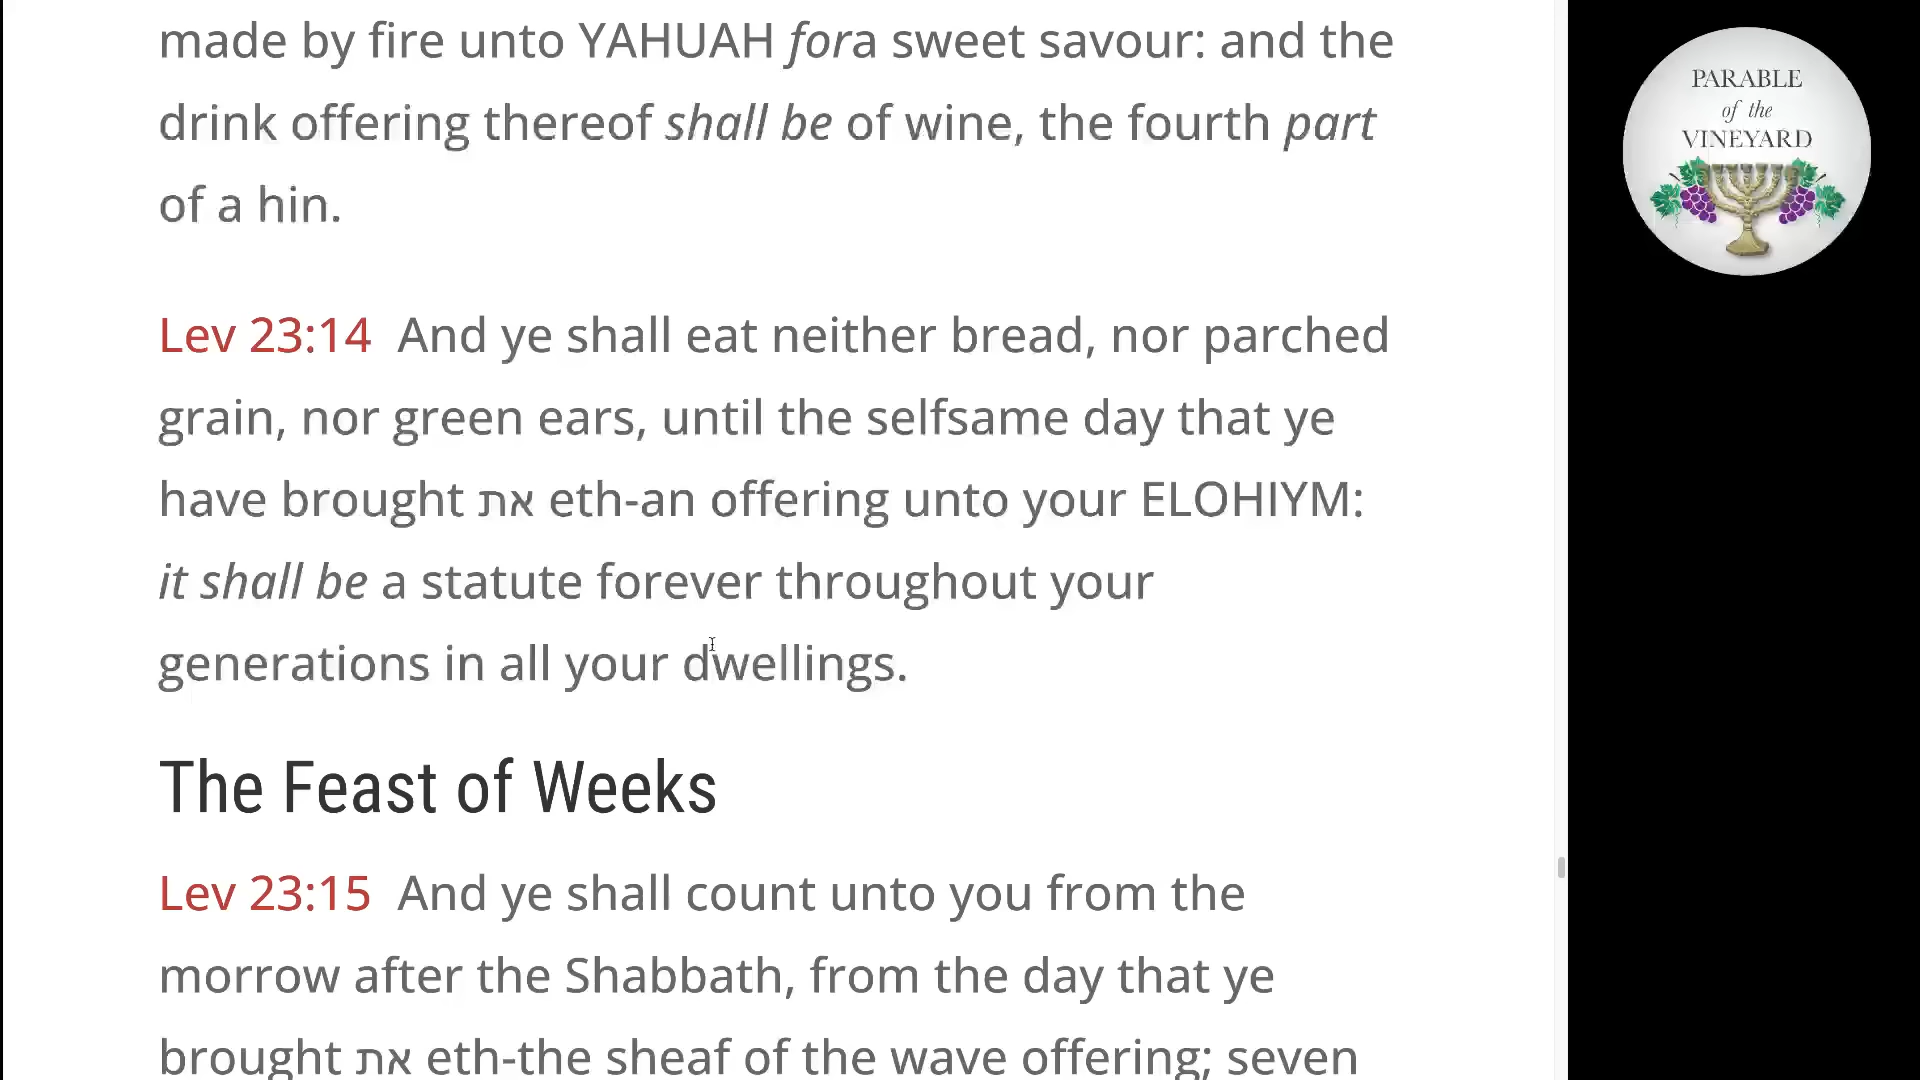 made by fire unto YAHUAH fora sweet savour: and the
drink offering thereof shall be of wine, the fourth part
of a hin.
Lev 23:14 And ye shall eat neither bread, nor parched
grain, nor green ears, until the selfsame day that ye
have brought את eth-an offering unto your ELOHIYM:
it shall be a statute forever throughout your
generations in all your dwellings.
The Feast of Weeks
Lev 23:15 And ye shall count unto you from the
morrow after the Shabbath, from the day that ye
brought את eth-the sheaf of the wave offering; seven
PARABLE
of the
VINEYARD